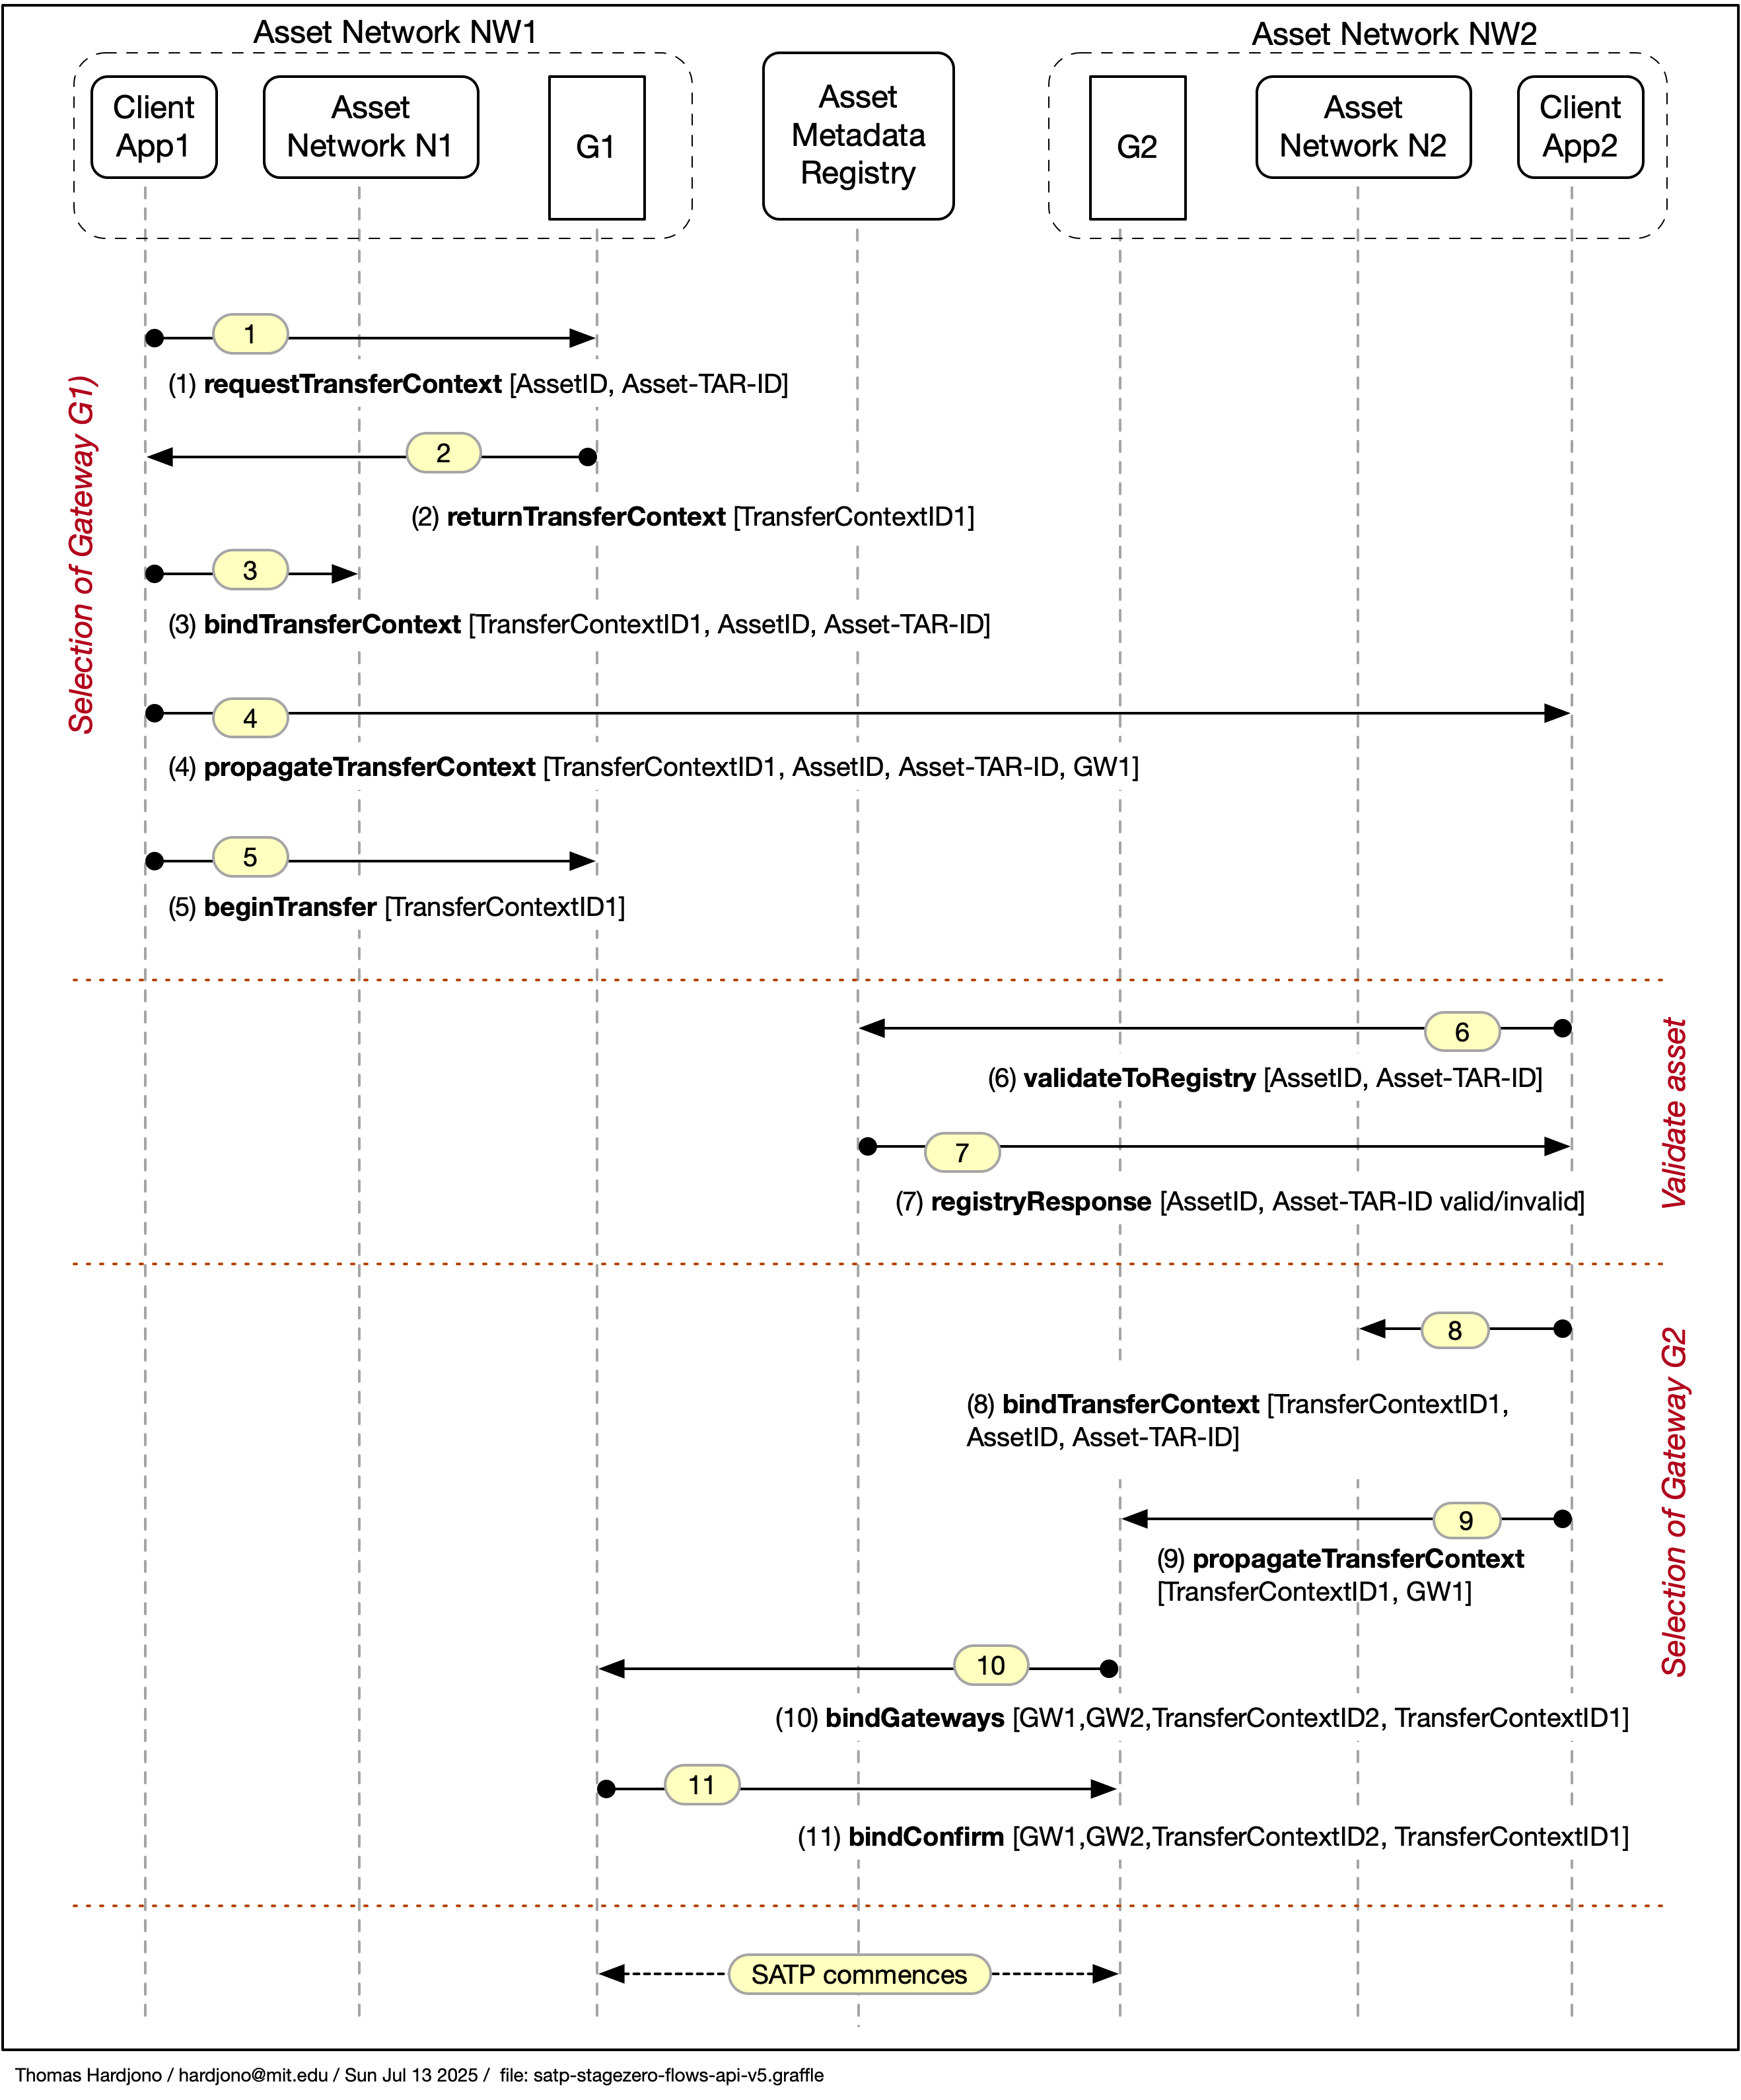 Asset Network NW1
Asset Network NW2
Client
App1
Asset
Network N1
G1
Asset
Metadata
Registry
G2
Asset
Network N2
Client
App2
Selection of Gateway G1)
1
(1) requestTransferContext [AssetID, Asset-TAR-ID]
2
(2) returnTransferContext [TransferContextID1]
3
(3) bindTransferContext [TransferContextID1, AssetID, Asset-TAR-ID]
4
(4) propagateTransferContext [TransferContextID1, AssetID, Asset-TAR-ID, GW1]
5
(5) beginTransfer [TransferContextID1]
Validate asset
6
(6) validateToRegistry [AssetID, Asset-TAR-ID]
7
(7) registryResponse [AssetID, Asset-TAR-ID valid/invalid]
Selection of Gateway G2
8
(8) bindTransferContext [TransferContextID1,
AssetID, Asset-TAR-ID]
9
(9) propagateTransferContext
[TransferContextID1, GW1]
10
(10) bindGateways [GW1,GW2,TransferContextID2, TransferContextID1]
11
(11) bindConfirm [GW1,GW2,TransferContextID2, TransferContextID1]
SATP commences
Thomas Hardjono / hardjono@mit.edu / Sun Jul 13 2025 / file: satp-stagezero-flows-api-v5.graffle